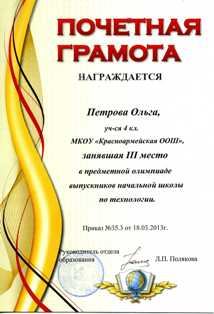 ПОЧЕТНАЯ
ГРАМОТА
НАГРАЖДАЕТСЯ
Петрова Ольга,
уч-ся 4 кл.
МКОУ «Красноармейская ООШ»,
занявшая III место
в предметной олимпиаде
выпускников начальной школы
по технологии.
Приказ №35.3 от 18.03.2013г.
Руководитель отдела
образования
Л.П. Полякова